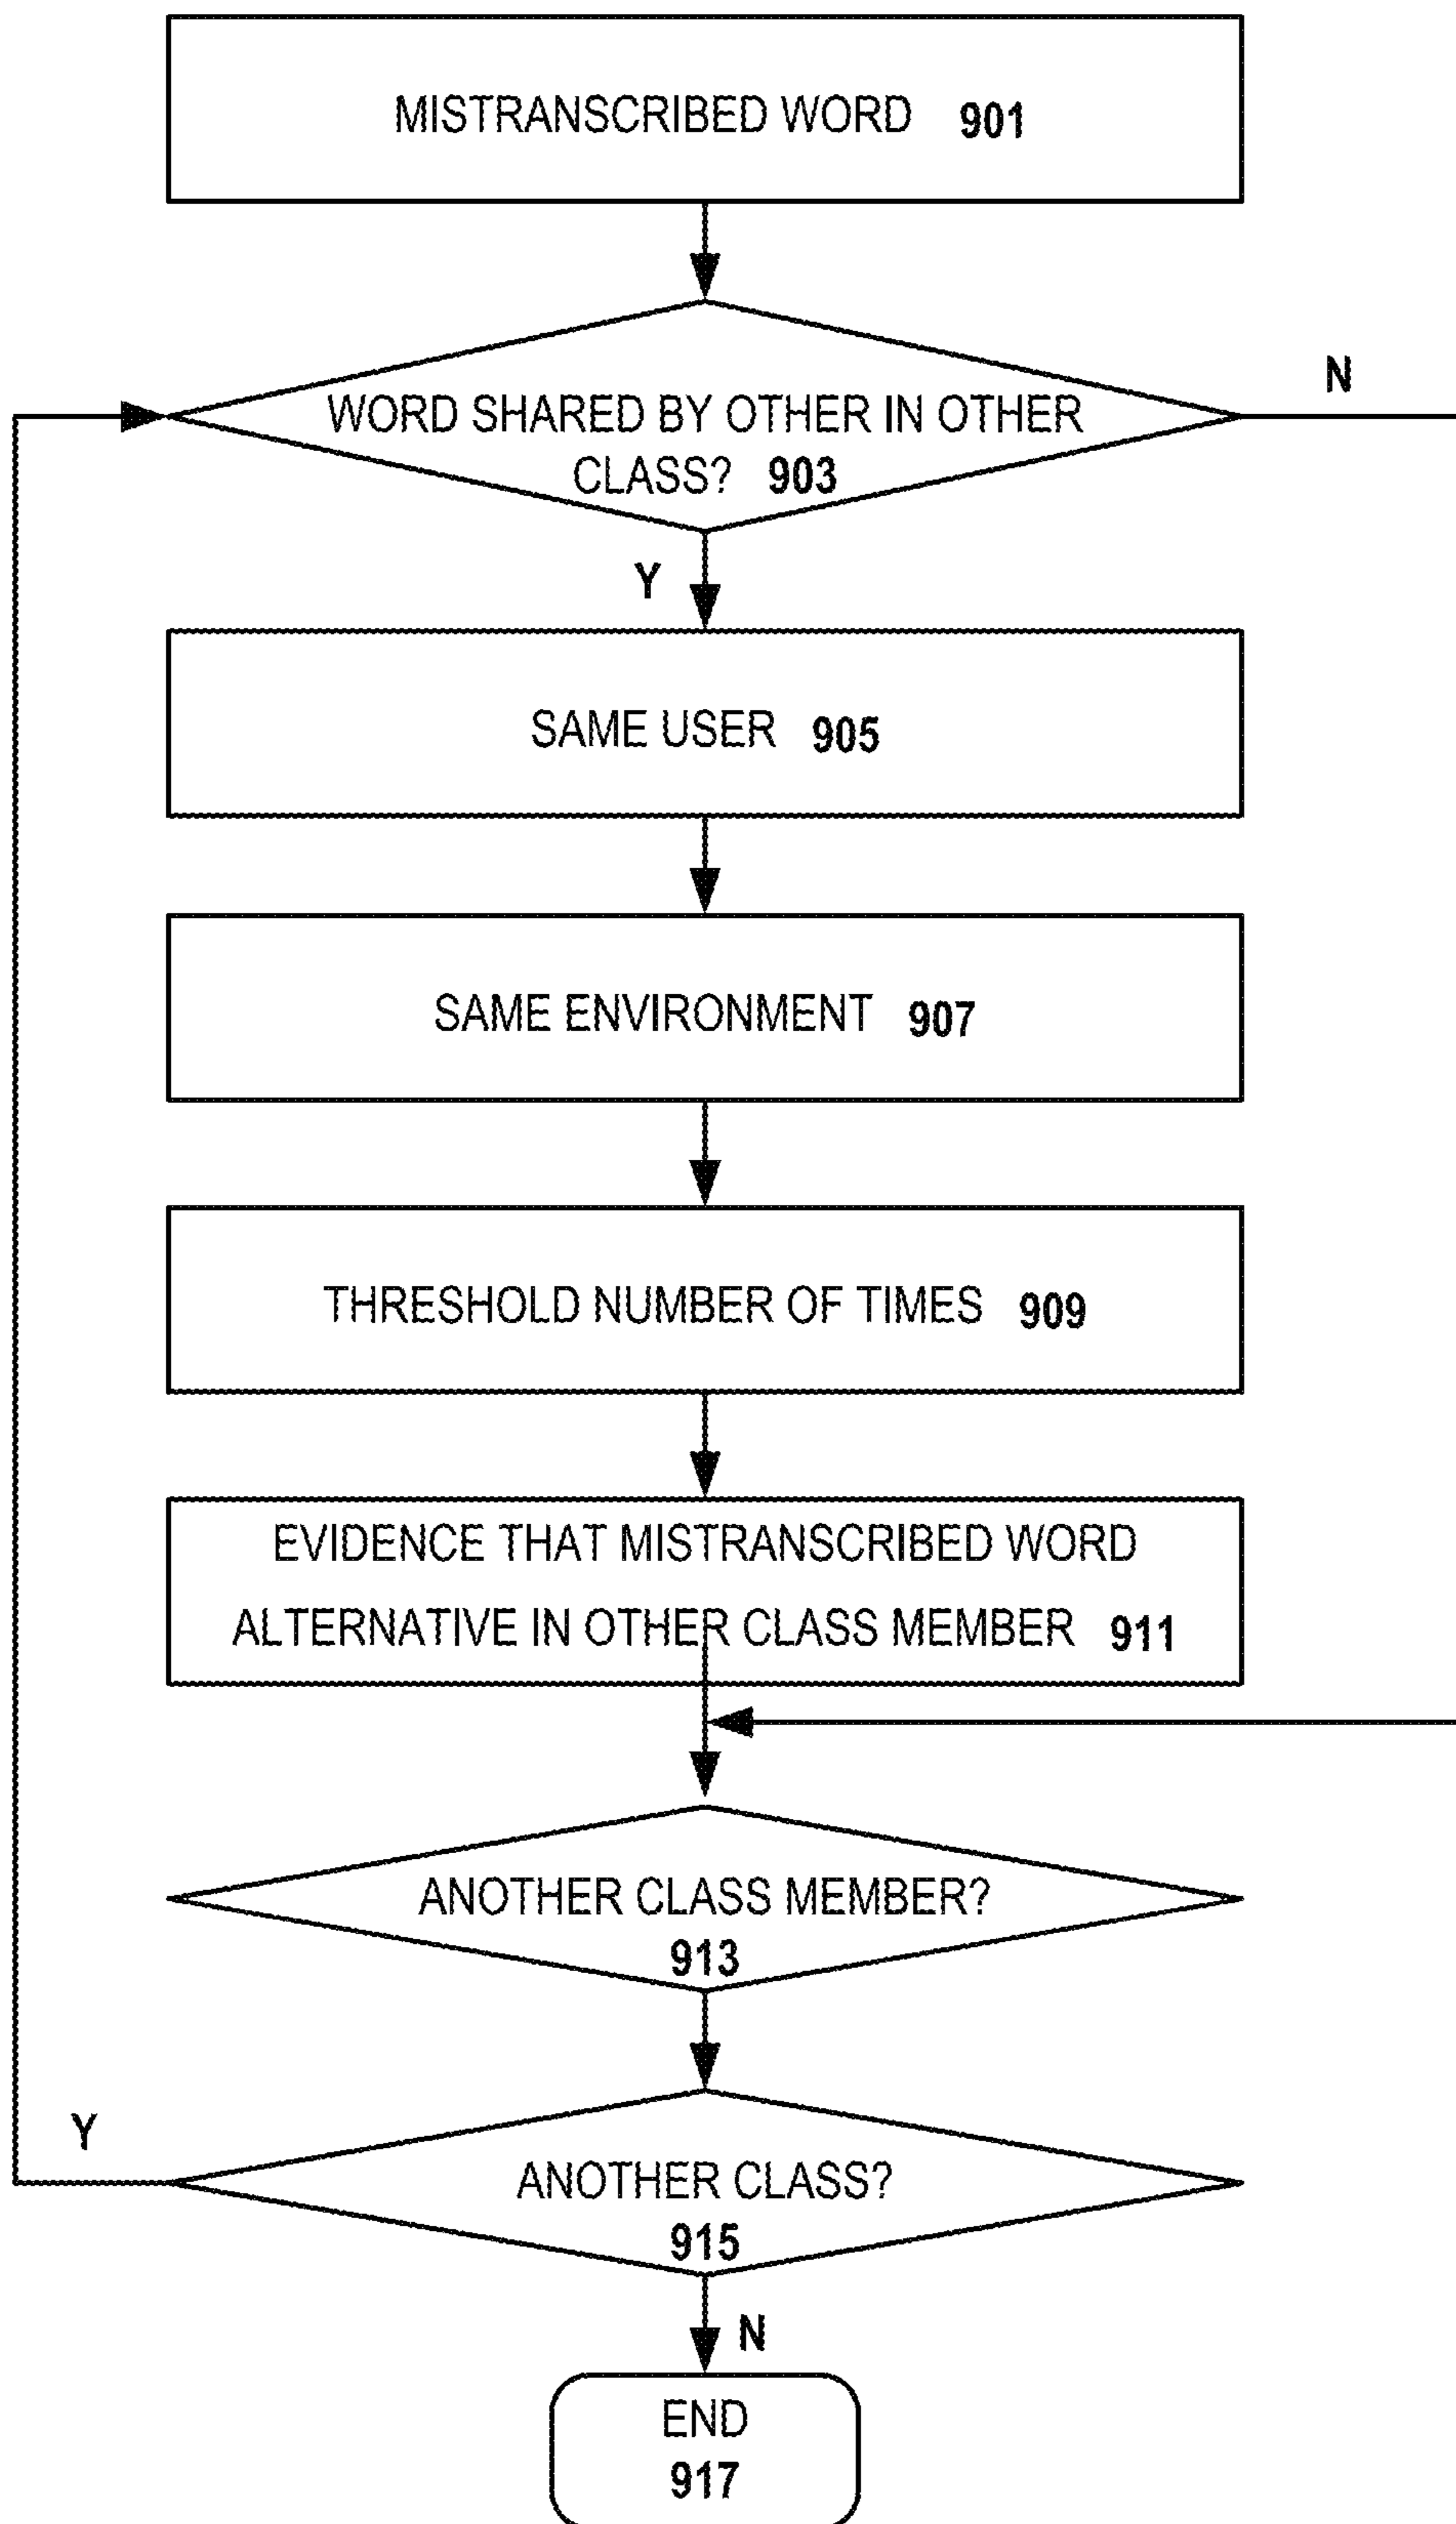 MISTRANSCRIBED WORD 901
N
WORD SHARED BY OTHER IN OTHER
CLASS? 903
Y
SAME USER 905
SAME ENVIRONMENT 907
THRESHOLD NUMBER OF TIMES 909
EVIDENCE THAT MISTRANSCRIBED WORD
ALTERNATIVE IN OTHER CLASS MEMBER 911
ANOTHER CLASS MEMBER?
913
Y
ANOTHER CLASS?
915
N
END
917